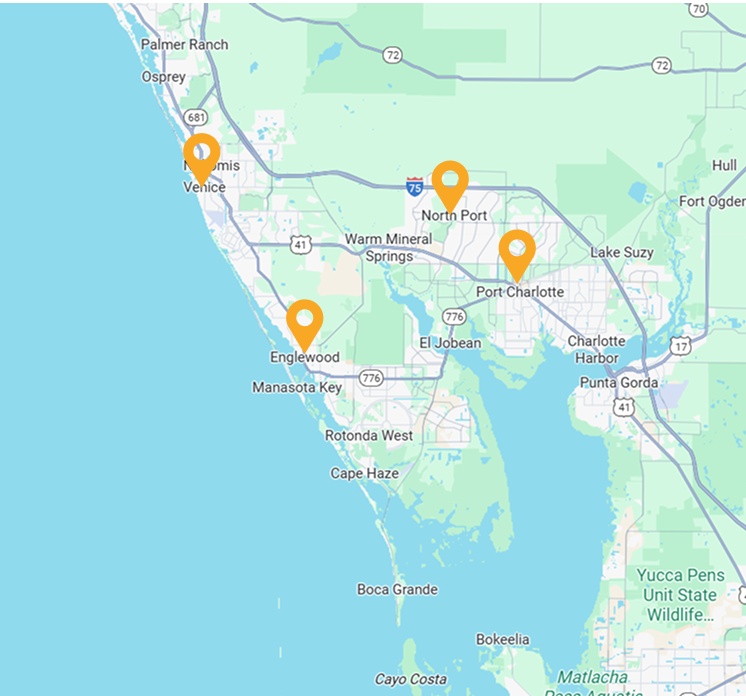 70
Palmer Ranch
72
72
Osprey
681
Hull
Venice
75
Fort Ogden
North Port
41
Warm Mineral
Springs
Lake Suzy
Port Charlotte
776
El Jobean
Charlotte
Harbor
17
Englewood
776
Manasota Key
Punta Gorda
41
Rotonda West
Cape Haze
Yucca Pens
Unit State
Wildlife...
Boca Grande
Bokeelia
Cayo Costa
Matlacha